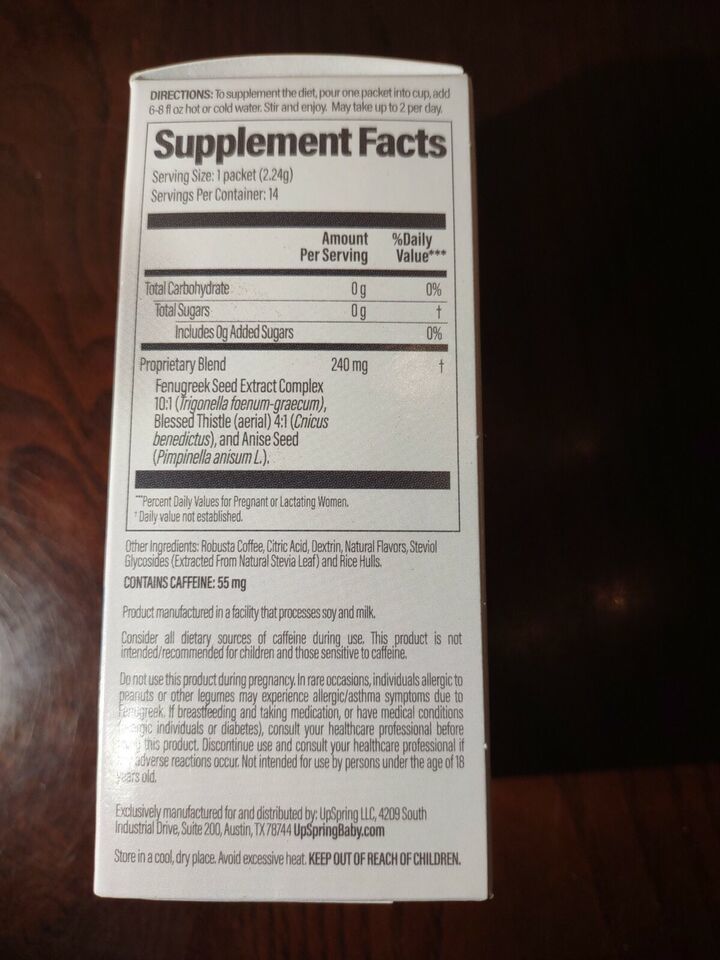 DIRECTIONS: To supplement the diet, pour one packet into cup, add
6-8 fl oz hot or cold water. Stir and enjoy. May take up to 2 per day.
Supplement Facts
Serving Size: 1 packet (2.24g)
Servings Per Container: 14
Amount Per Serving %Daily Value***
Total Carbohydrate 0 g 0%
Total Sugars 0 g †
Includes 0g Added Sugars 0%
Proprietary Blend 240 mg †
Fenugreek Seed Extract Complex
10:1 (Trigonella foenum-graecum),
Blessed Thistle (aerial) 4:1 (Cnicus
benedictus), and Anise Seed
(Pimpinella anisum L.).
***Percent Daily Values for Pregnant or Lactating Women.
† Daily value not established.
Other Ingredients: Robusta Coffee, Citric Acid, Dextrin, Natural Flavors, Steviol
Glycosides (Extracted From Natural Stevia Leaf) and Rice Hulls.
CONTAINS CAFFEINE: 55 mg
Product manufactured in a facility that processes soy and milk.
Consider all dietary sources of caffeine during use. This product is not
intended/recommended for children and those sensitive to caffeine.
Do not use this product during pregnancy. In rare occasions, individuals allergic to
peanuts or other legumes may experience allergic/asthma symptoms due to
Fenugreek. If breastfeeding and taking medication, or have medical conditions
individuals or diabetes), consult your healthcare professional before
this product. Discontinue use and consult your healthcare professional if
adverse reactions occur. Not intended for use by persons under the age of 18
years old.
Exclusively manufactured for and distributed by: UpSpring LLC, 4209 South
Industrial Drive, Suite 200, Austin, TX 78744 UpSpringBaby.com
Store in a cool, dry place. Avoid excessive heat. KEEP OUT OF REACH OF CHILDREN.